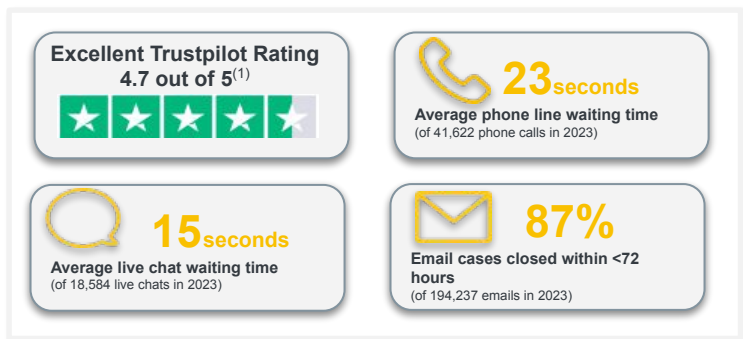 Excellent Trustpilot Rating
4.7 out of 5(1)
23seconds
Average phone line waiting time
(of 41,622 phone calls in 2023)
15seconds
Average live chat waiting time
(of 18,584 live chats in 2023)
87%
Email cases closed within <72
hours
(of 194,237 emails in 2023)